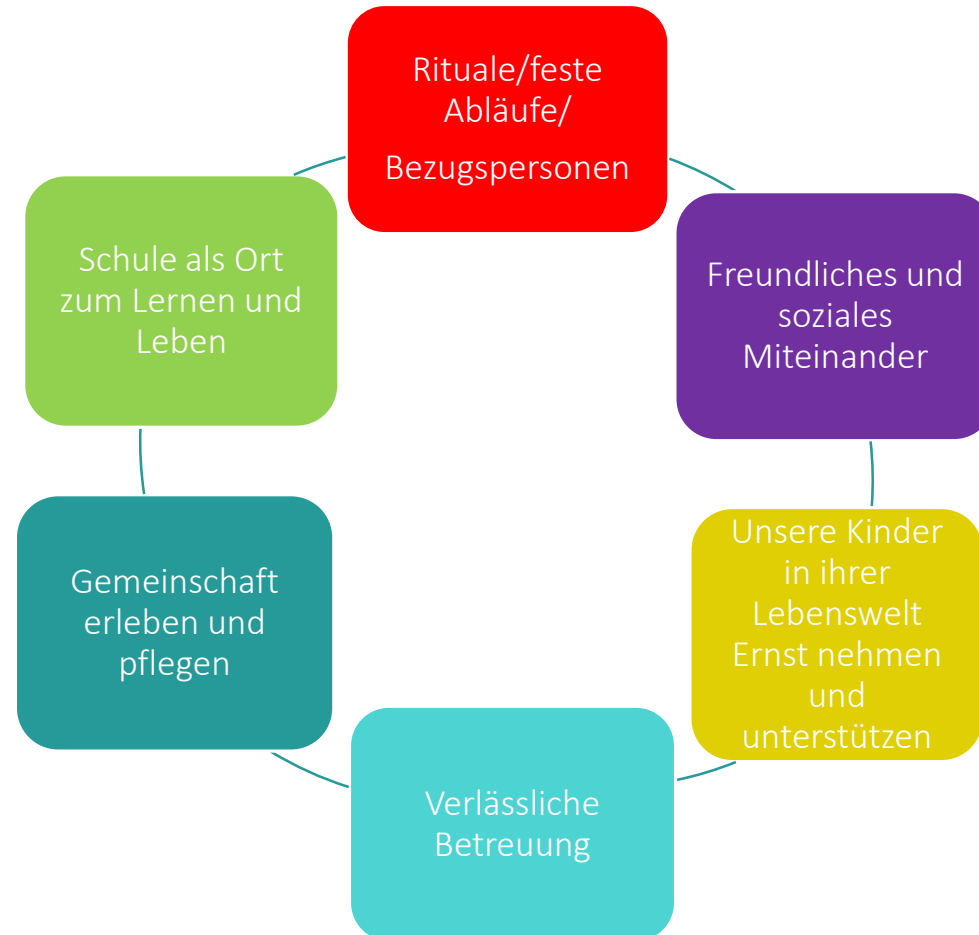 Rituale/feste
Abläufe/
Bezugspersonen
Freundliches und
soziales
Miteinander
Unsere Kinder
in ihrer
Lebenswelt
Ernst nehmen
und
unterstützen
Verlässliche
Betreuung
Gemeinschaft
erleben und
pflegen
Schule als Ort
zum Lernen und
Leben